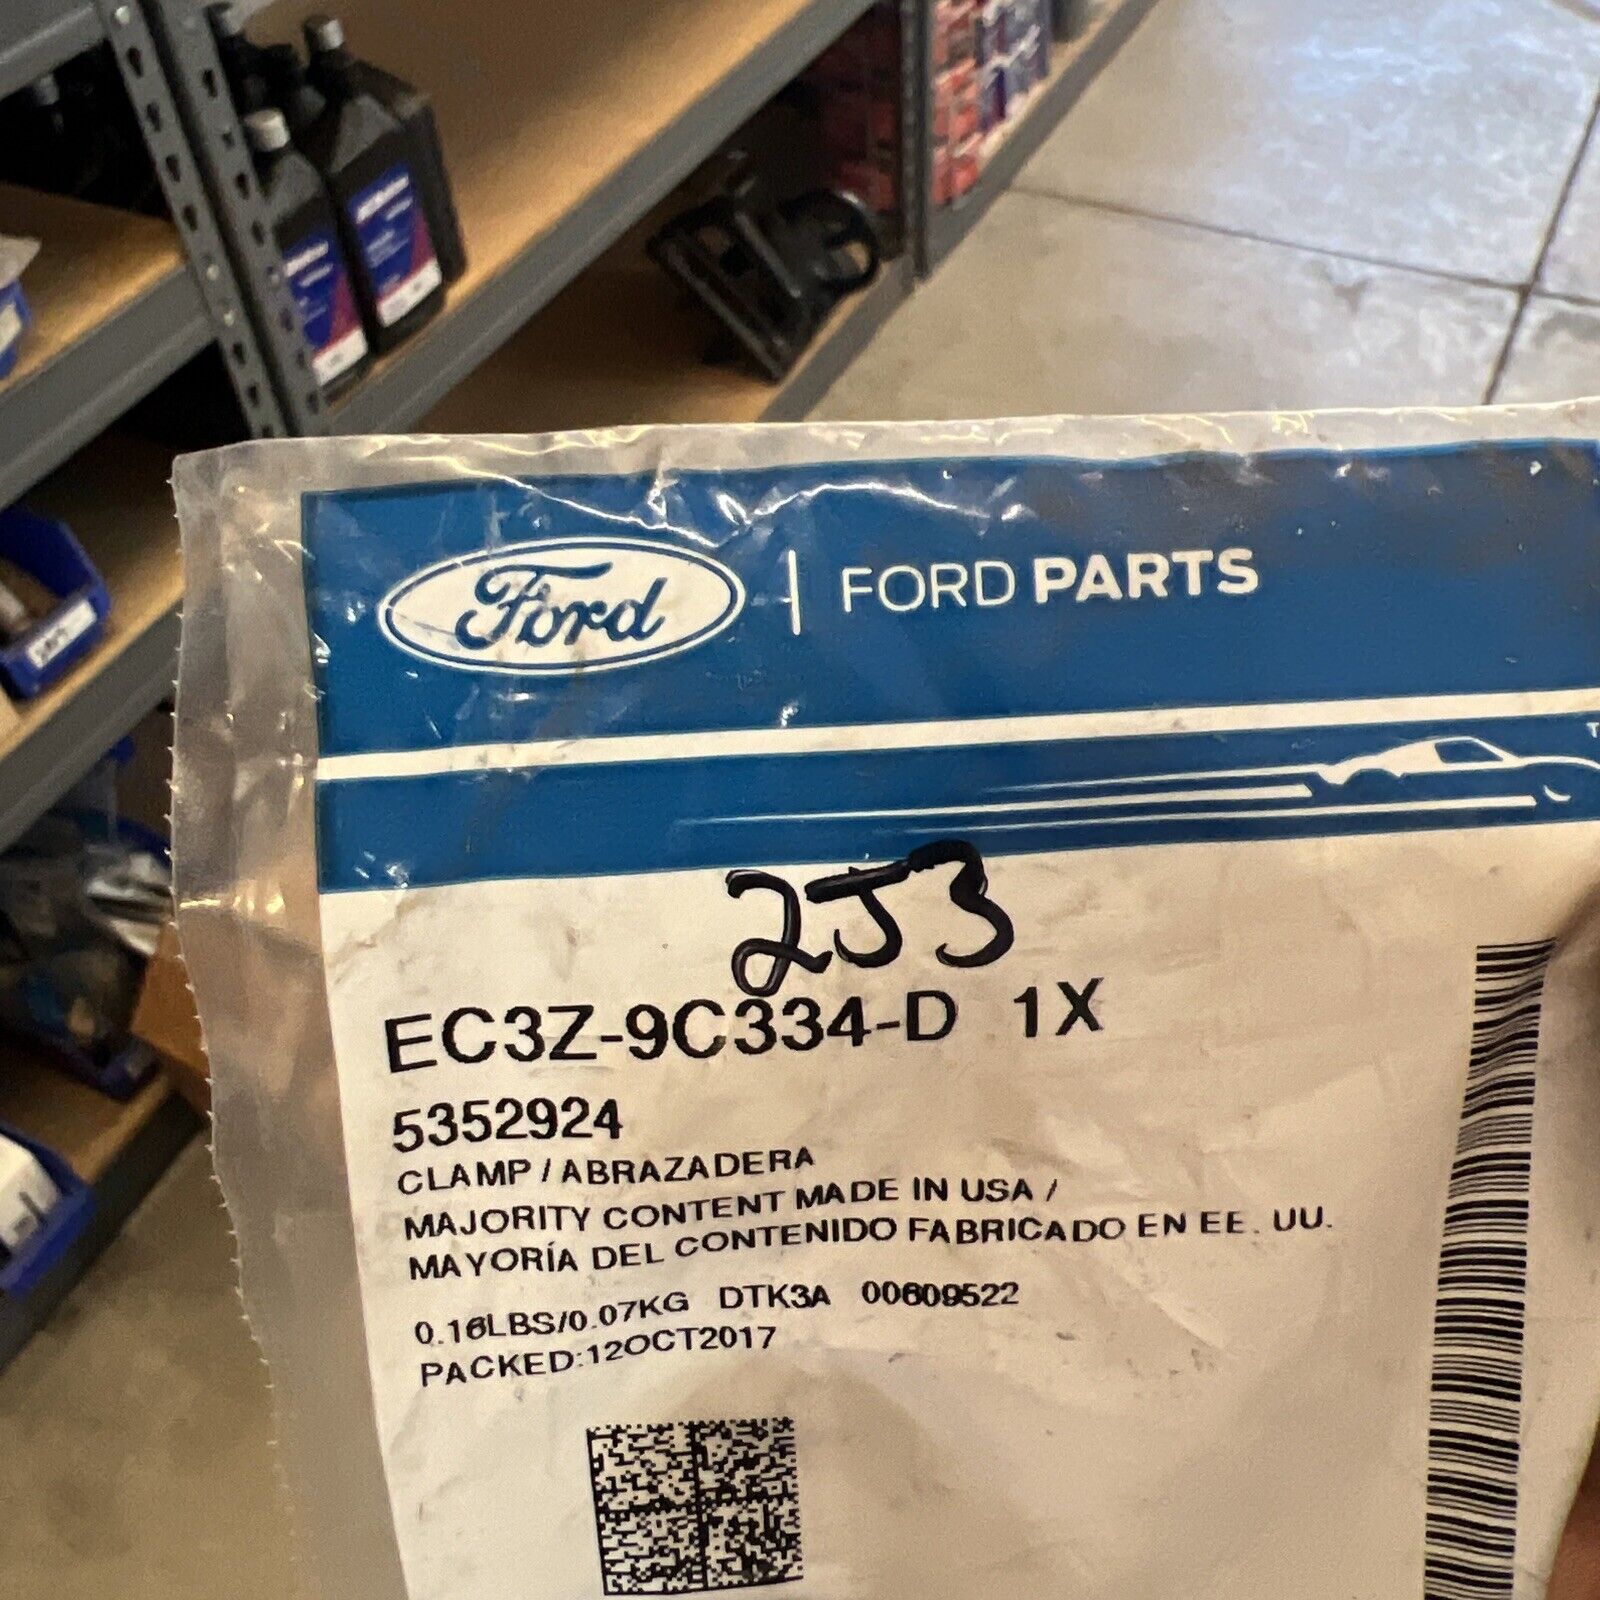 Ford | FORD PARTS
2J3
EC3Z-9C334-D 1X
5352924
CLAMP / ABRAZADERA
MAJORITY CONTENT MADE IN USA /
MAYORÍA DEL CONTENIDO FABRICADO EN EE. UU.
0.16LBS/0.07KG DTK3A 00609522
PACKED:12OCT2017